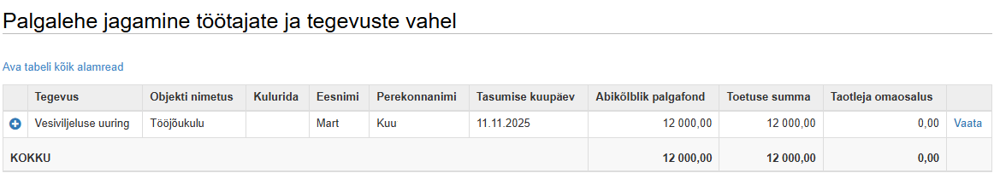 Palgalehe jagamine töötajate ja tegevuste vahel
Ava tabeli kõik alamread
Tegevus Objekti nimetus Kulurida Eesnimi Perekonnanimi Tasumise kuupäev Abikõlblik palgafond Toetuse summa Taotleja omaosalus
Vesiviljeluse uuring Tööjõukulu Mart Kuu 11.11.2025 12 000,00 12 000,00 0,00 Vaata
KOKKU 12 000,00 12 000,00 0,00